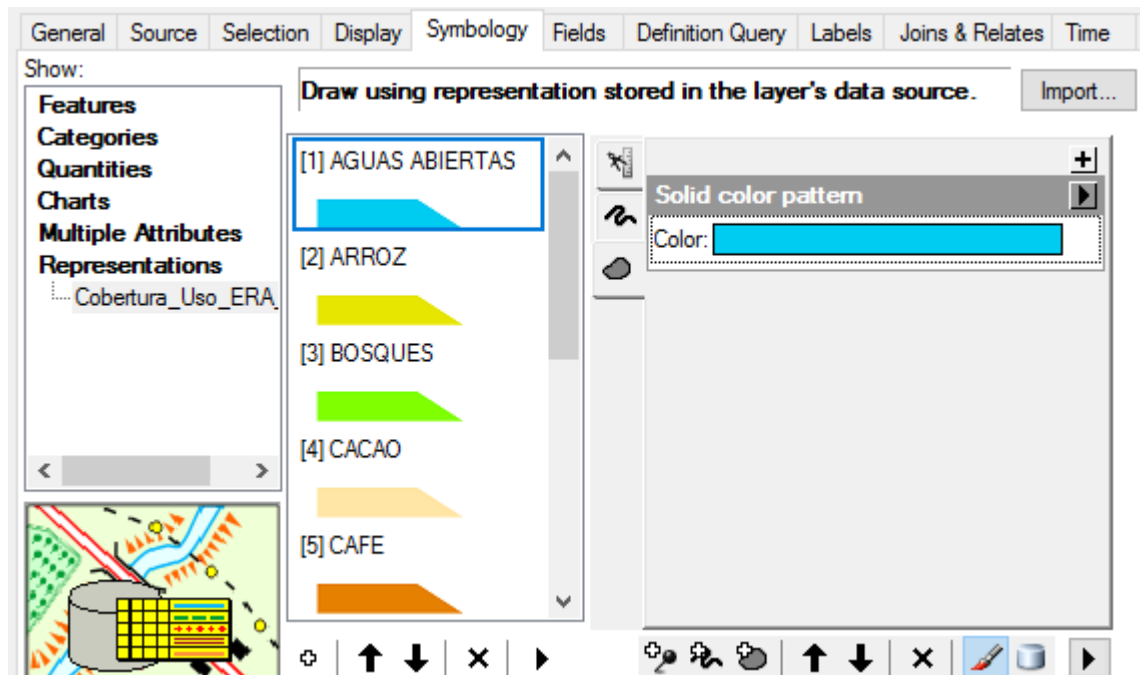 General Source Selection Display Symbology Fields Definition Query Labels Joins & Relates Time
Show:
Features
Categories
Quantities
Charts
Multiple Attributes
Representations
Cobertura_Uso_ERA_
Draw using representation stored in the layer's data source.
Import...
[1] AGUAS ABIERTAS
[2] ARROZ
[3] BOSQUES
[4] CACAO
[5] CAFE
Solid color pattern
Color: